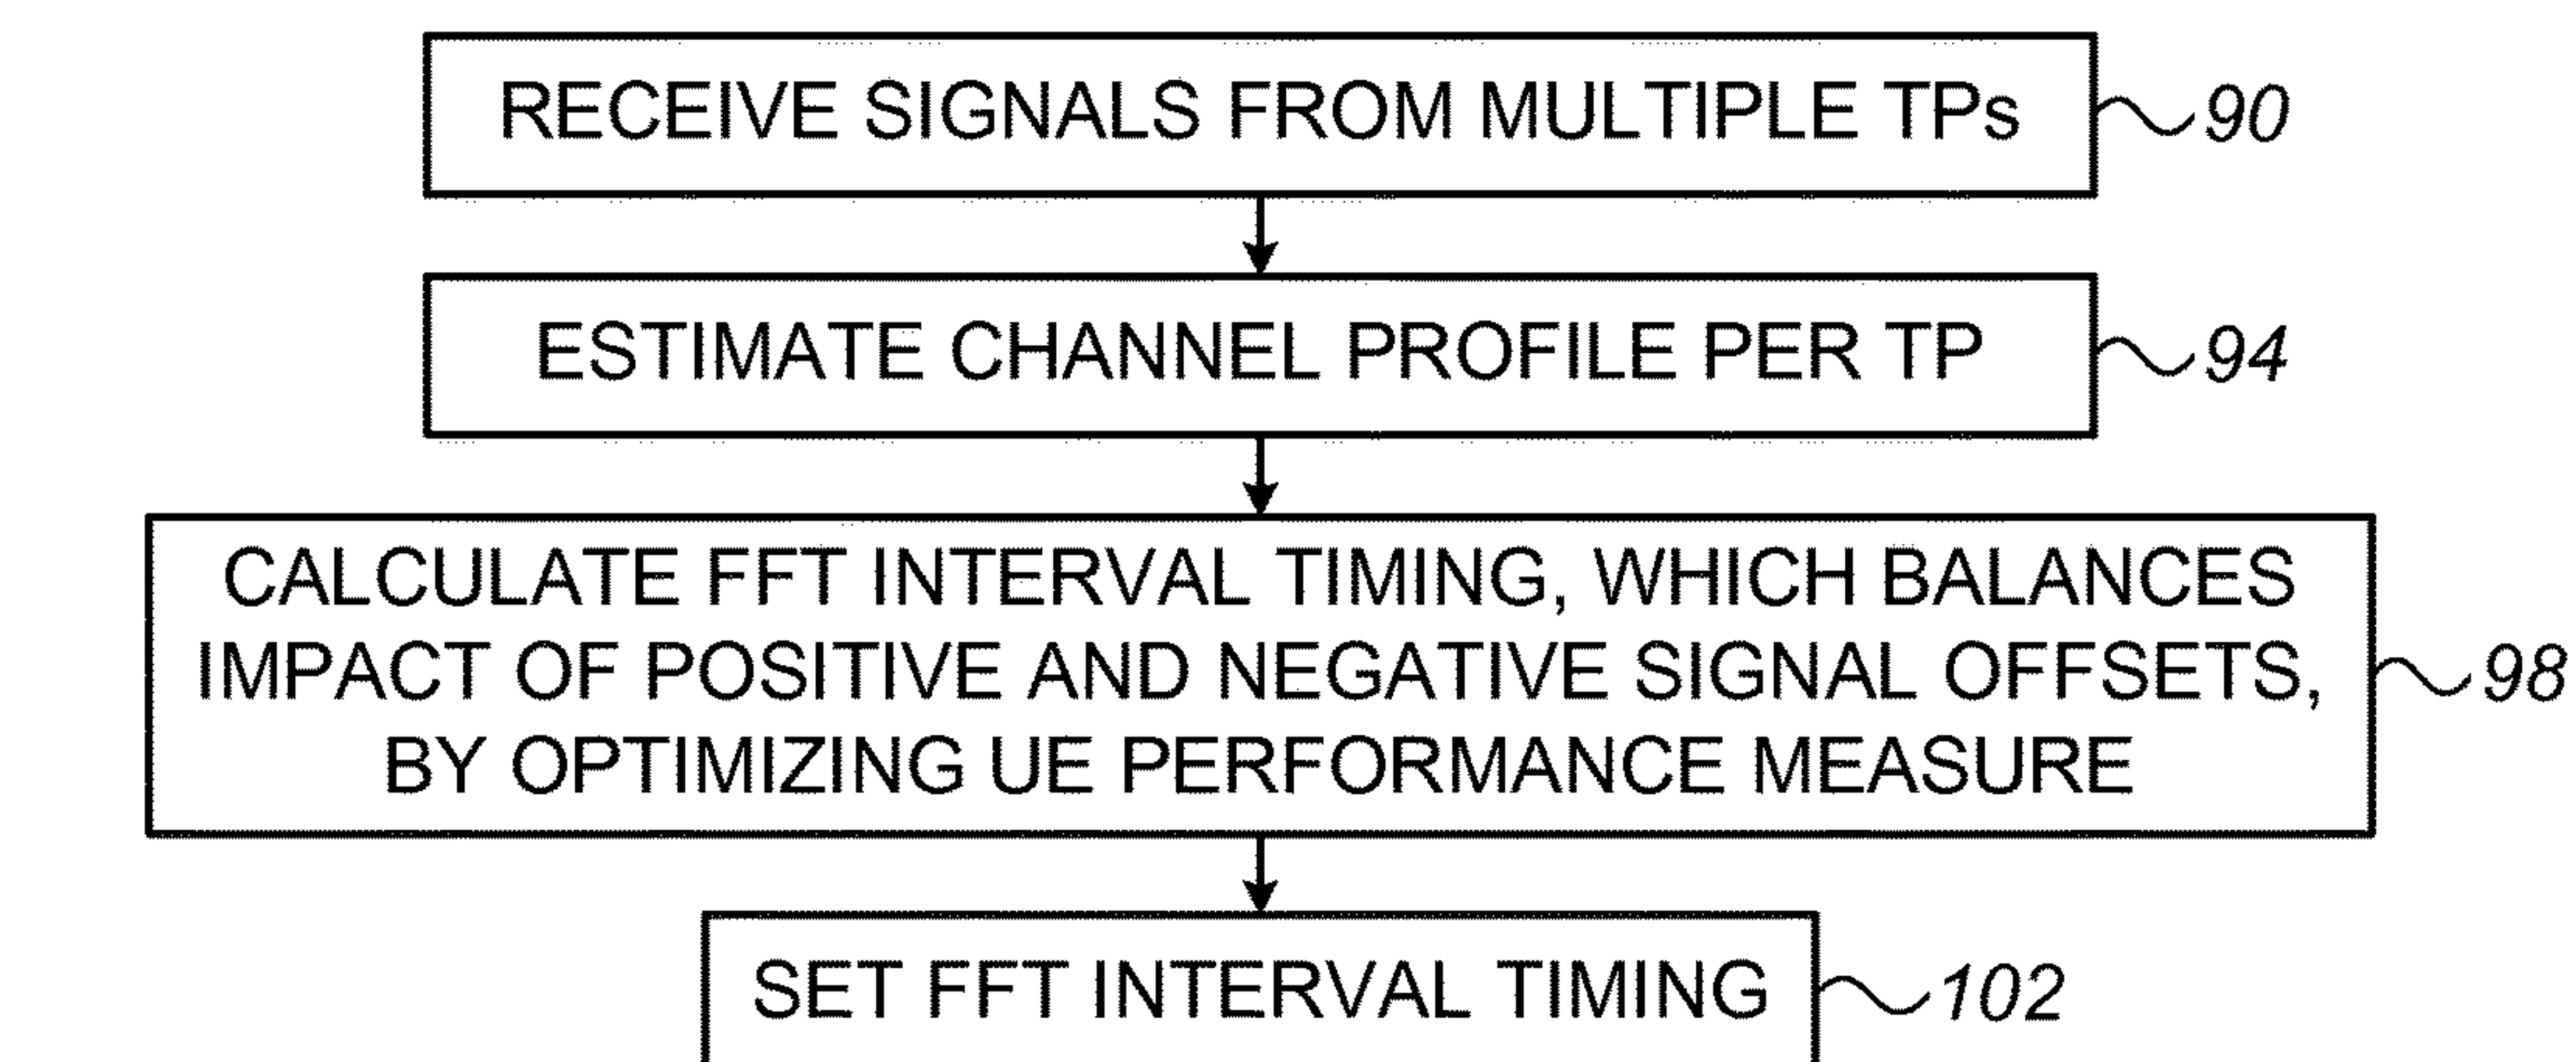 RECEIVE SIGNALS FROM MULTIPLE TPs 90
ESTIMATE CHANNEL PROFILE PER TP 94
CALCULATE FFT INTERVAL TIMING, WHICH BALANCES
IMPACT OF POSITIVE AND NEGATIVE SIGNAL OFFSETS, 98
BY OPTIMIZING UE PERFORMANCE MEASURE
SET FFT INTERVAL TIMING 102